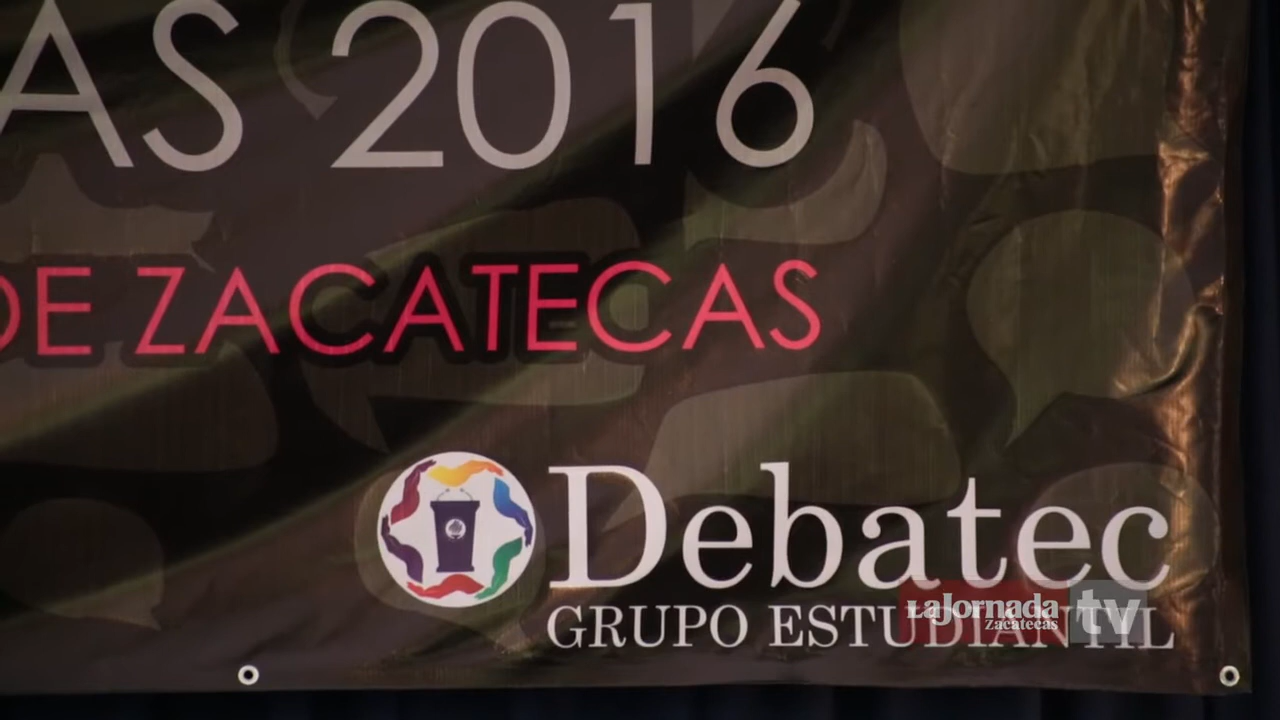 AS 2016
DE ZACATECAS
Debatec
GRUPO ESTUDIANTIL
LaJornada
Zacatecas
tv